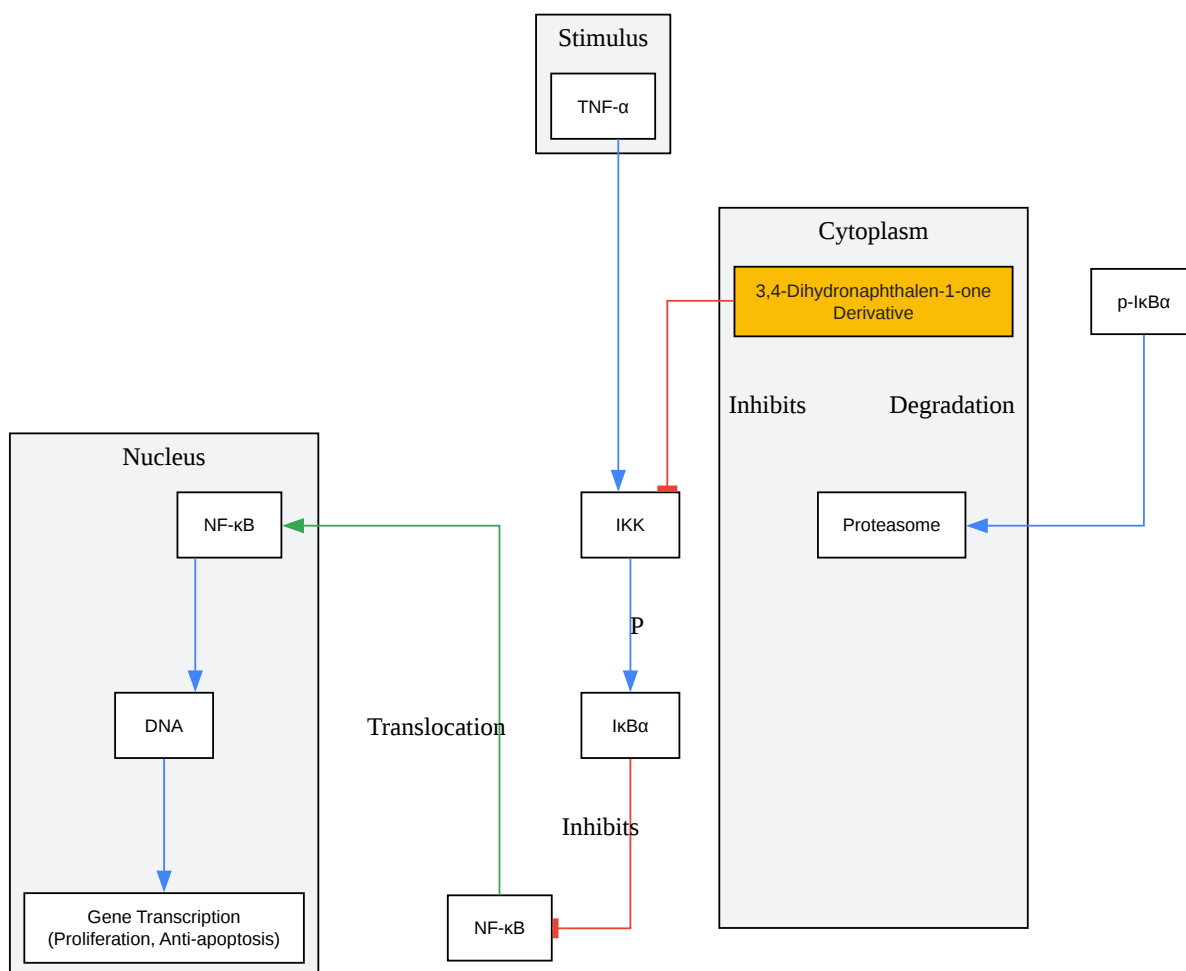 Stimulus
TNF-α
Cytoplasm
3,4-Dihydronaphthalen-1-one
Derivative
p-IκBα
Inhibits
Degradation
Nucleus
NF-κB
IKK
Proteasome
P
DNA
Translocation
IκBα
Inhibits
Gene Transcription
(Proliferation, Anti-apoptosis)
NF-κB